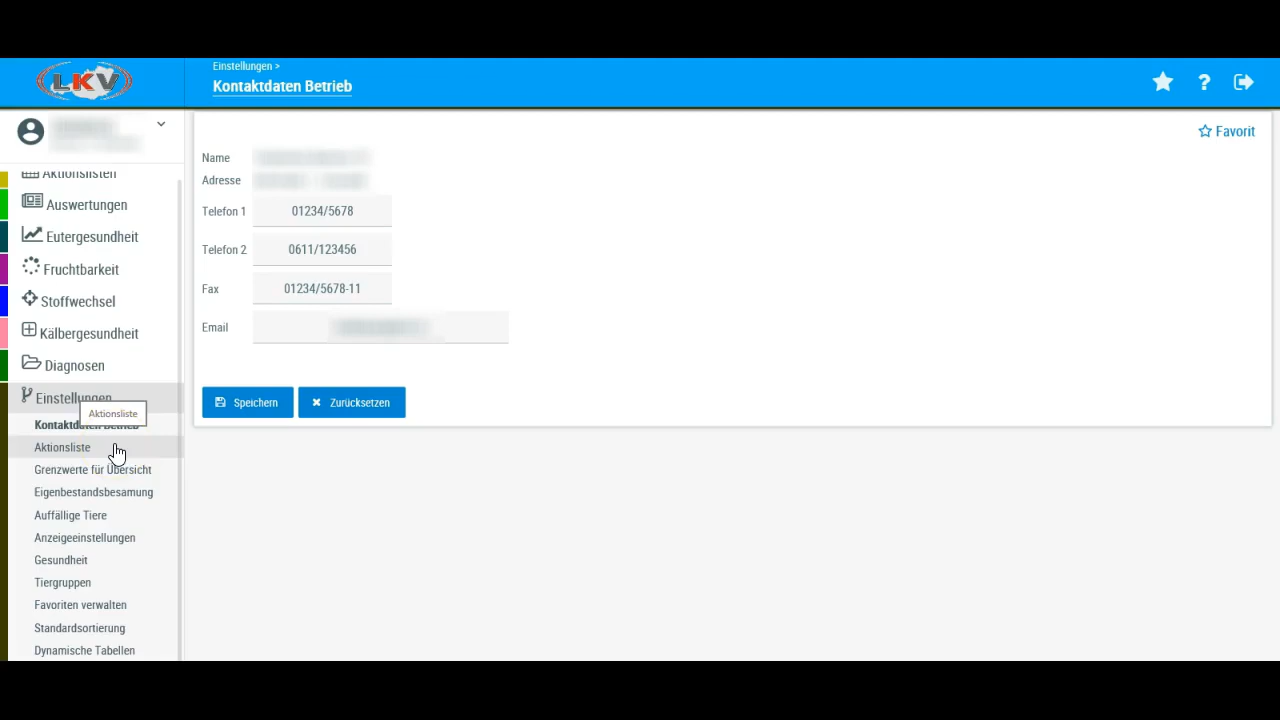 LKV
Einstellungen >
Kontaktdaten Betrieb
Favorit
Aktionslisten
Auswertungen
Eutergesundheit
Fruchtbarkeit
Stoffwechsel
Kälbergesundheit
Diagnosen
Einstellungen
Aktionsliste
Kontaktdaten Betrieb
Aktionsliste
Grenzwerte für Übersicht
Eigenbestandsbesamung
Auffällige Tiere
Anzeigeeinstellungen
Gesundheit
Tiergruppen
Favoriten verwalten
Standardsortierung
Dynamische Tabellen
Name
Adresse
Telefon 1 01234/5678
Telefon 2 0611/123456
Fax 01234/5678-11
Email
Speichern Zurücksetzen